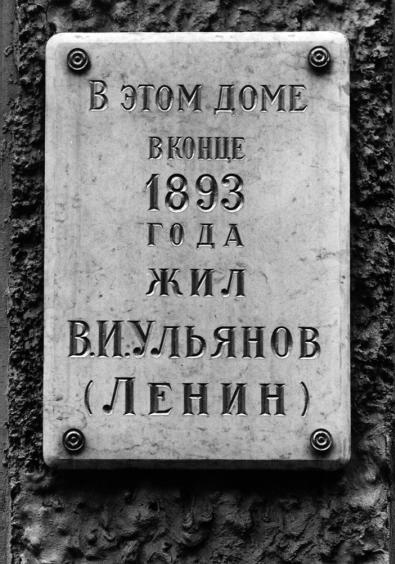 В ЭТОМ ДОМЕ
В КОНЦЕ
1893
ГОДА
ЖИЛ
В.И.УЛЬЯНОВ
(ЛЕНИН)